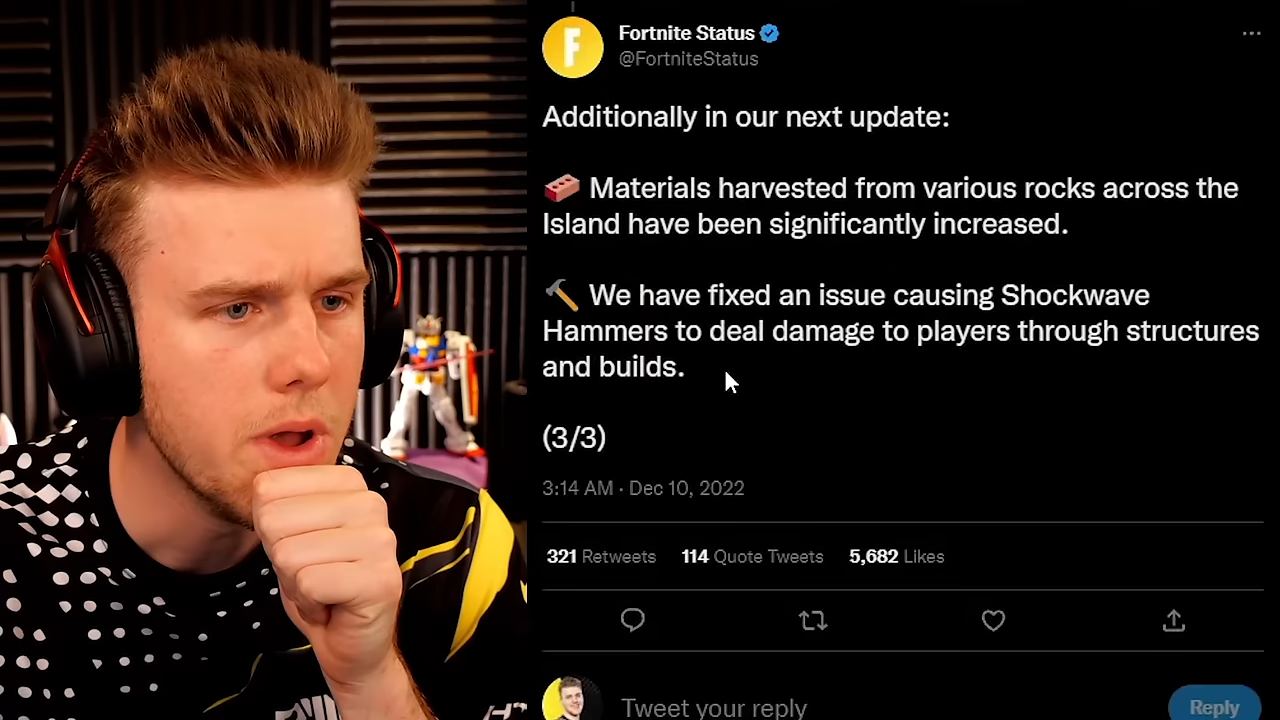 Fortnite Status
@FortniteStatus
Additionally in our next update:
Materials harvested from various rocks across the
Island have been significantly increased.
We have fixed an issue causing Shockwave
Hammers to deal damage to players through structures
and builds.
(3/3)
3:14 AM · Dec 10, 2022
321 Retweets 114 Quote Tweets 5,682 Likes
Tweet your reply
Reply